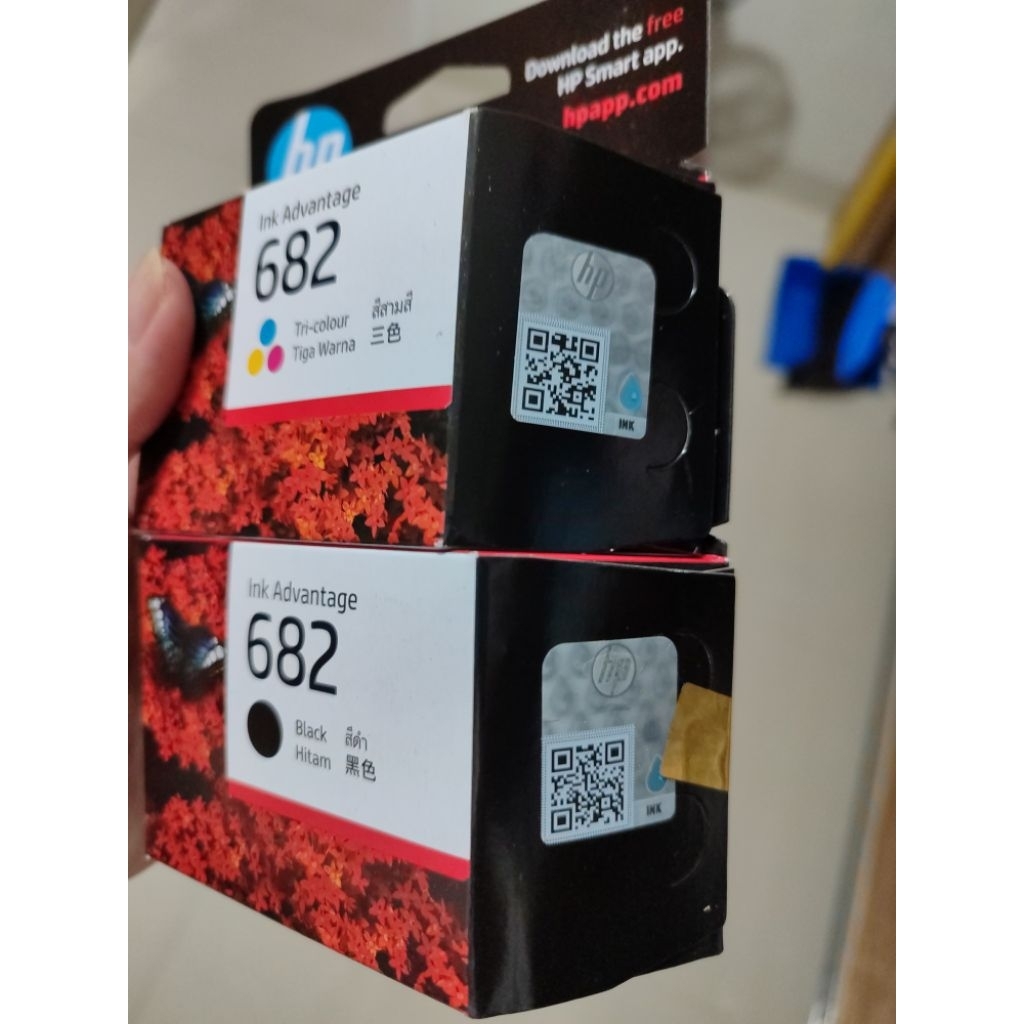 Download the free
HP Smart app.
hpapp.com
hp
Ink Advantage
682
Tri-colour สีสามสี
Tiga Warna 三色
hp
INK
Ink Advantage
682
Black สีดำ
Hitam 黑色
hp
INK